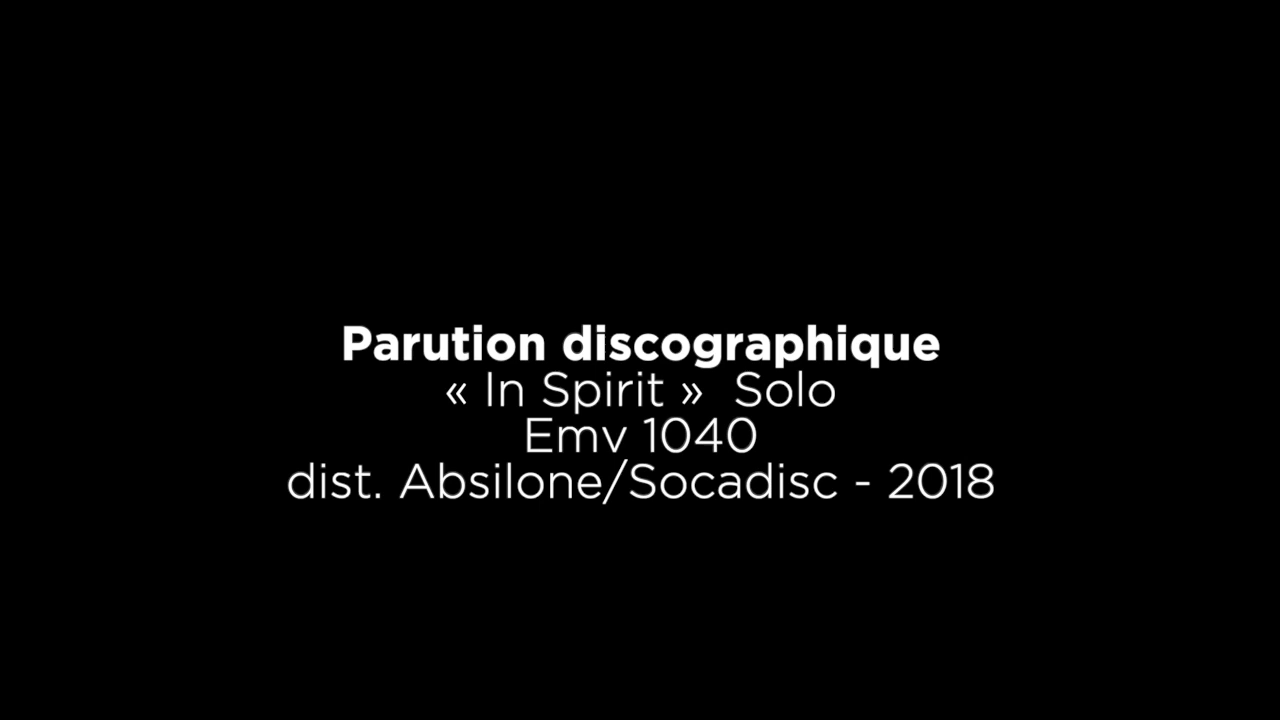 Parution discographique
« In Spirit »  Solo
Emv 1040
dist. Absilone/Socadisc - 2018